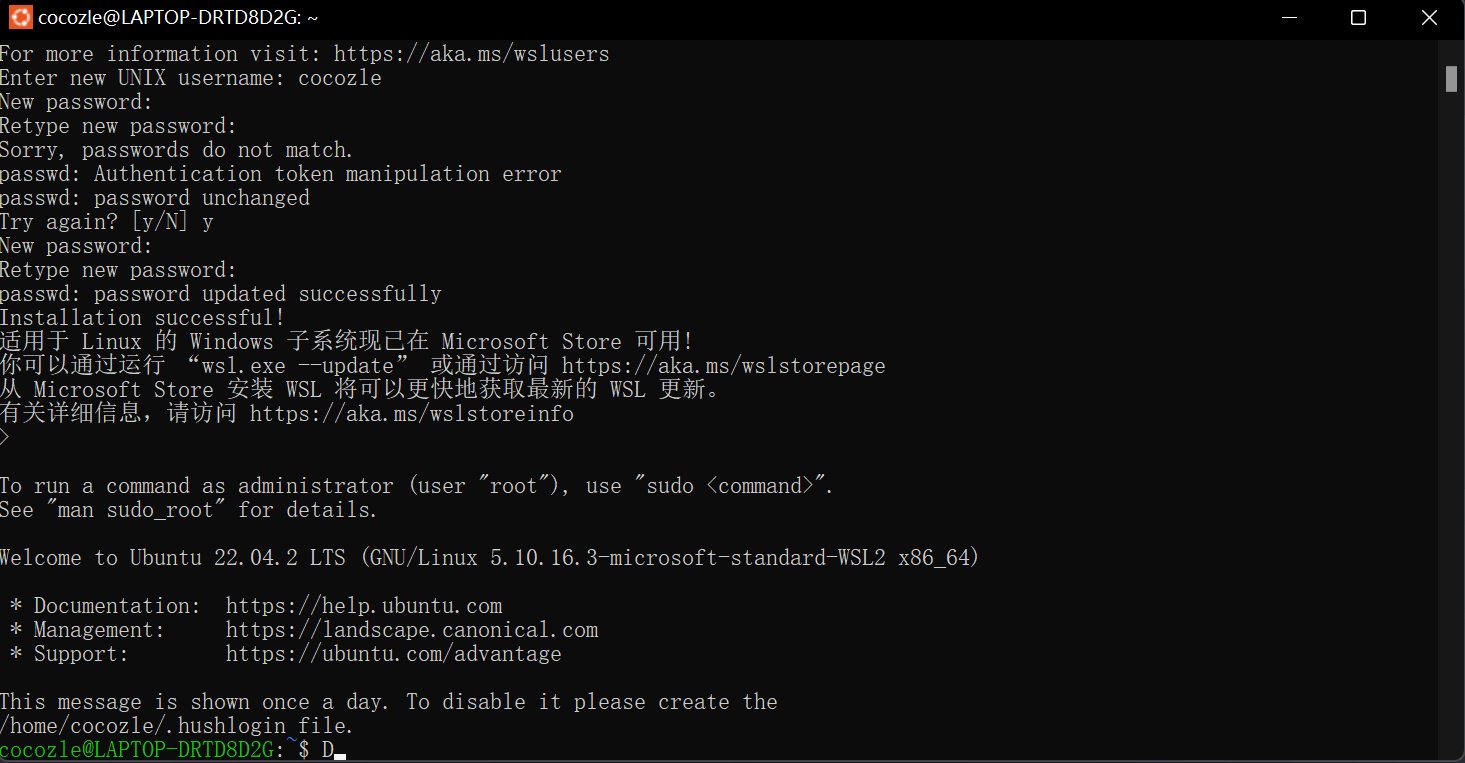 cocozle@LAPTOP-DRTD8D2G: ~
For more information visit: https://aka.ms/wslusers
Enter new UNIX username: cocozle
New password:
Retype new password:
Sorry, passwords do not match.
passwd: Authentication token manipulation error
passwd: password unchanged
Try again? [y/N] y
New password:
Retype new password:
passwd: password updated successfully
Installation successful!
适用于 Linux 的 Windows 子系统现已在 Microsoft Store 可用!
你可以通过运行 “wsl.exe --update” 或通过访问 https://aka.ms/wslstorepage
从 Microsoft Store 安装 WSL 将可以更快地获取最新的 WSL 更新。
有关详细信息，请访问 https://aka.ms/wslstoreinfo
>
To run a command as administrator (user "root"), use "sudo <command>".
See "man sudo_root" for details.
Welcome to Ubuntu 22.04.2 LTS (GNU/Linux 5.10.16.3-microsoft-standard-WSL2 x86_64)
* Documentation:  https://help.ubuntu.com
* Management:     https://landscape.canonical.com
* Support:        https://ubuntu.com/advantage
This message is shown once a day. To disable it please create the
/home/cocozle/.hushlogin file.
cocozle@LAPTOP-DRTD8D2G:~$ D